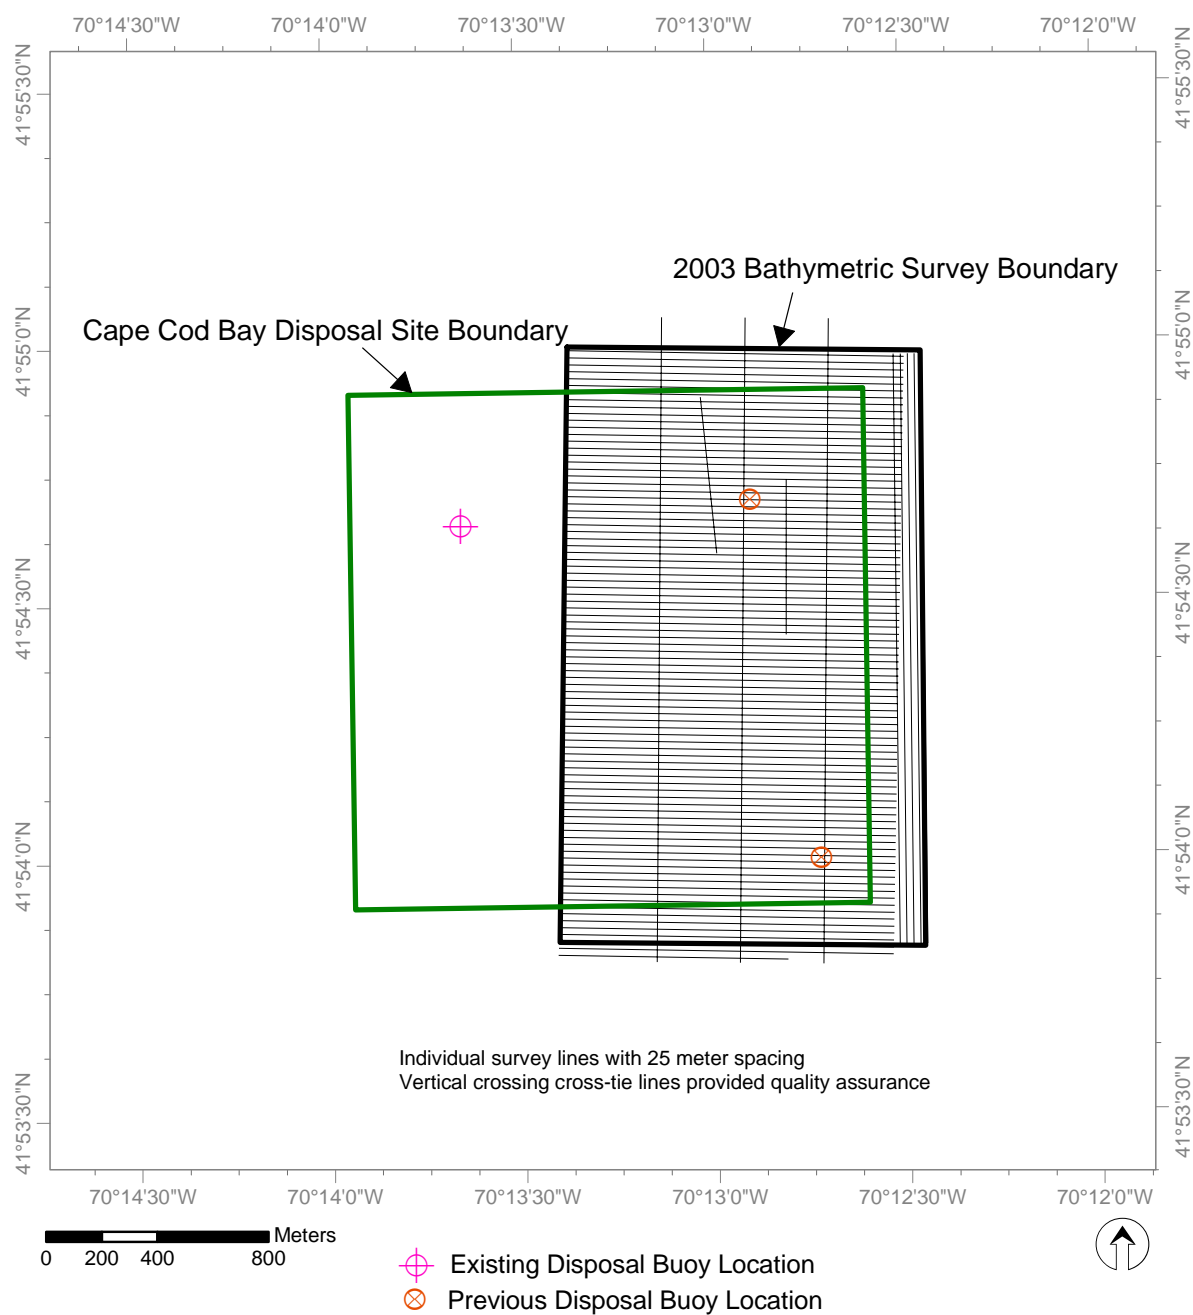 70°14'30"W 70°14'0"W 70°13'30"W 70°13'0"W 70°12'30"W 70°12'0"W
41°55'30"N
41°55'30"N
2003 Bathymetric Survey Boundary
Cape Cod Bay Disposal Site Boundary
41°55'0"N
41°55'0"N
41°54'30"N
41°54'30"N
41°54'0"N
41°54'0"N
Individual survey lines with 25 meter spacing
Vertical crossing cross-tie lines provided quality assurance
41°53'30"N
41°53'30"N
70°14'30"W 70°14'0"W 70°13'30"W 70°13'0"W 70°12'30"W 70°12'0"W
Meters
0 200 400 800
Existing Disposal Buoy Location
Previous Disposal Buoy Location